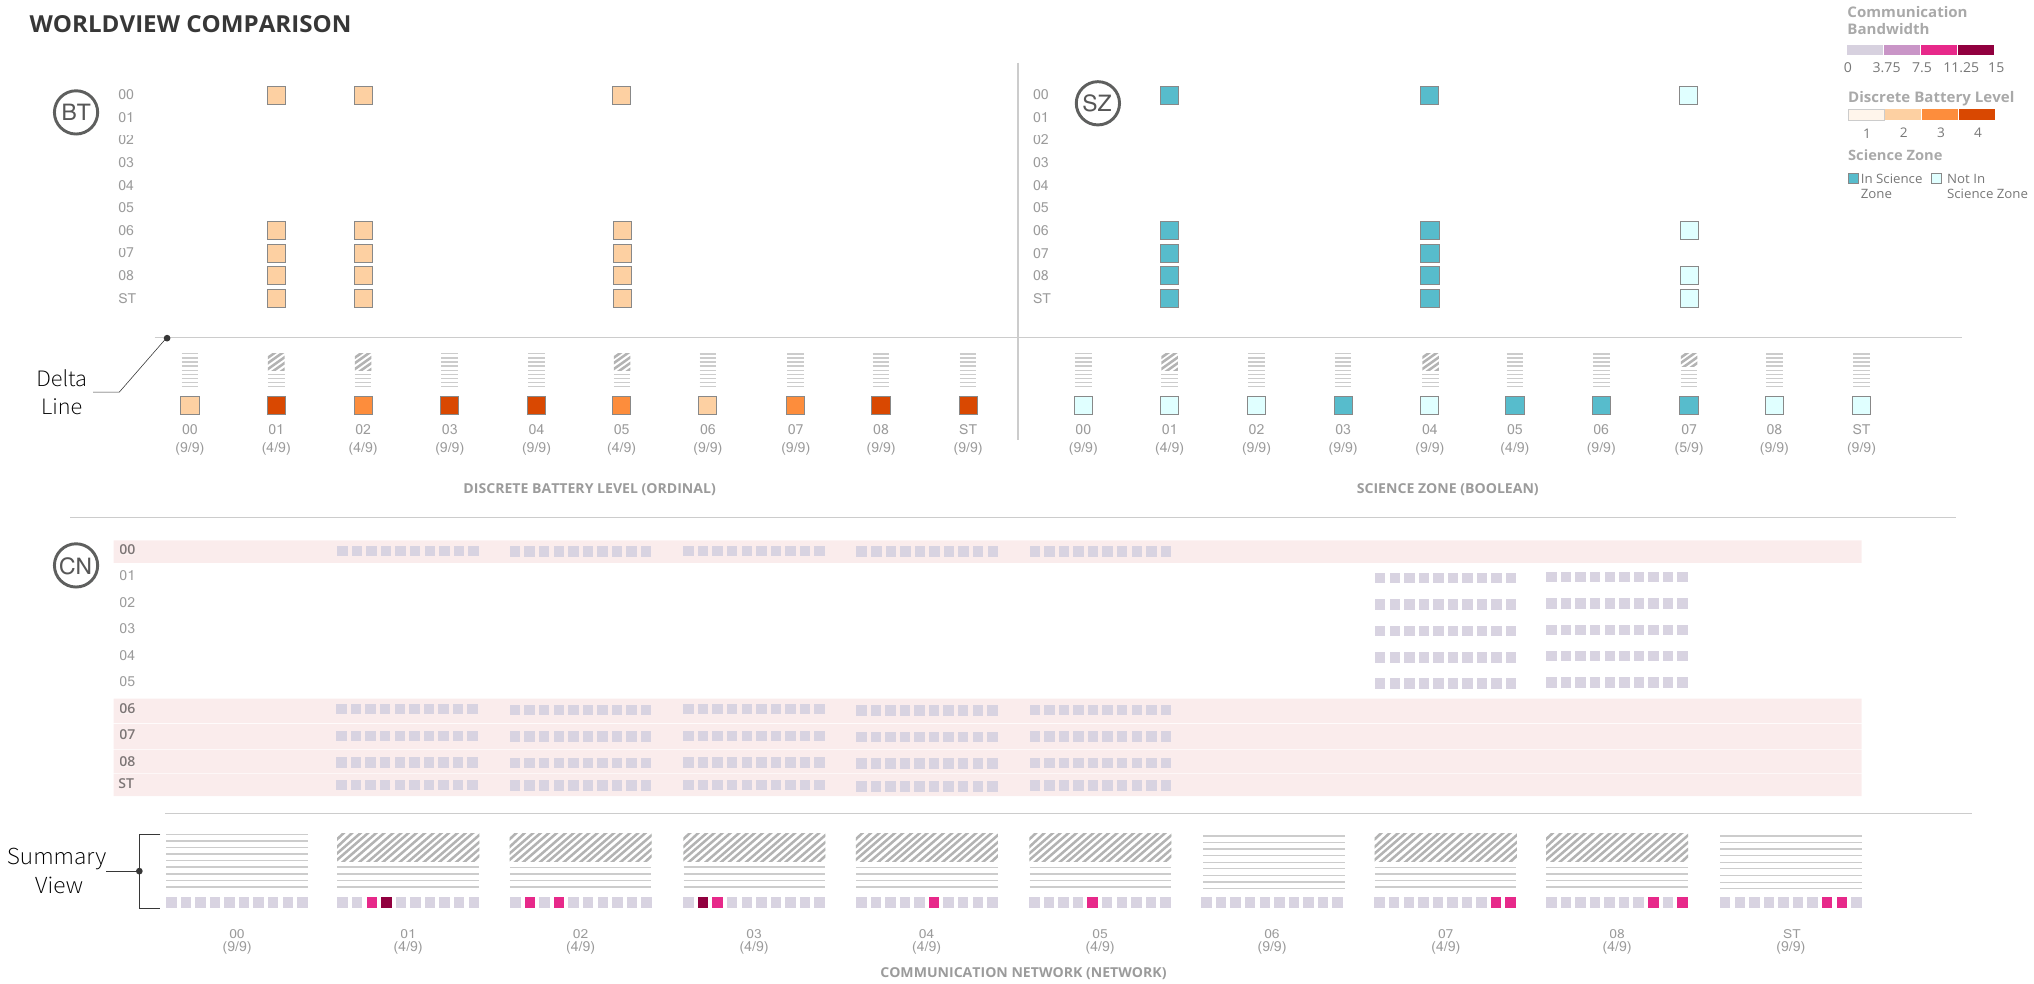 WORLDVIEW COMPARISON
Communication
Bandwidth
0 3.75 7.5 11.25 15
Discrete Battery Level
1 2 3 4
Science Zone
In Science
Zone
Not In
Science Zone
BT
00
01
02
03
04
05
06
07
08
ST
SZ
00
01
02
03
04
05
06
07
08
ST
Delta
Line
00 01 02 03 04 05 06 07 08 ST
(9/9) (4/9) (4/9) (9/9) (9/9) (4/9) (9/9) (9/9) (9/9) (9/9)
DISCRETE BATTERY LEVEL (ORDINAL)
00 01 02 03 04 05 06 07 08 ST
(9/9) (4/9) (9/9) (9/9) (9/9) (4/9) (9/9) (5/9) (9/9) (9/9)
SCIENCE ZONE (BOOLEAN)
CN
00
01
02
03
04
05
06
07
08
ST
Summary
View
00 01 02 03 04 05 06 07 08 ST
(9/9) (4/9) (4/9) (4/9) (4/9) (4/9) (9/9) (4/9) (4/9) (9/9)
COMMUNICATION NETWORK (NETWORK)